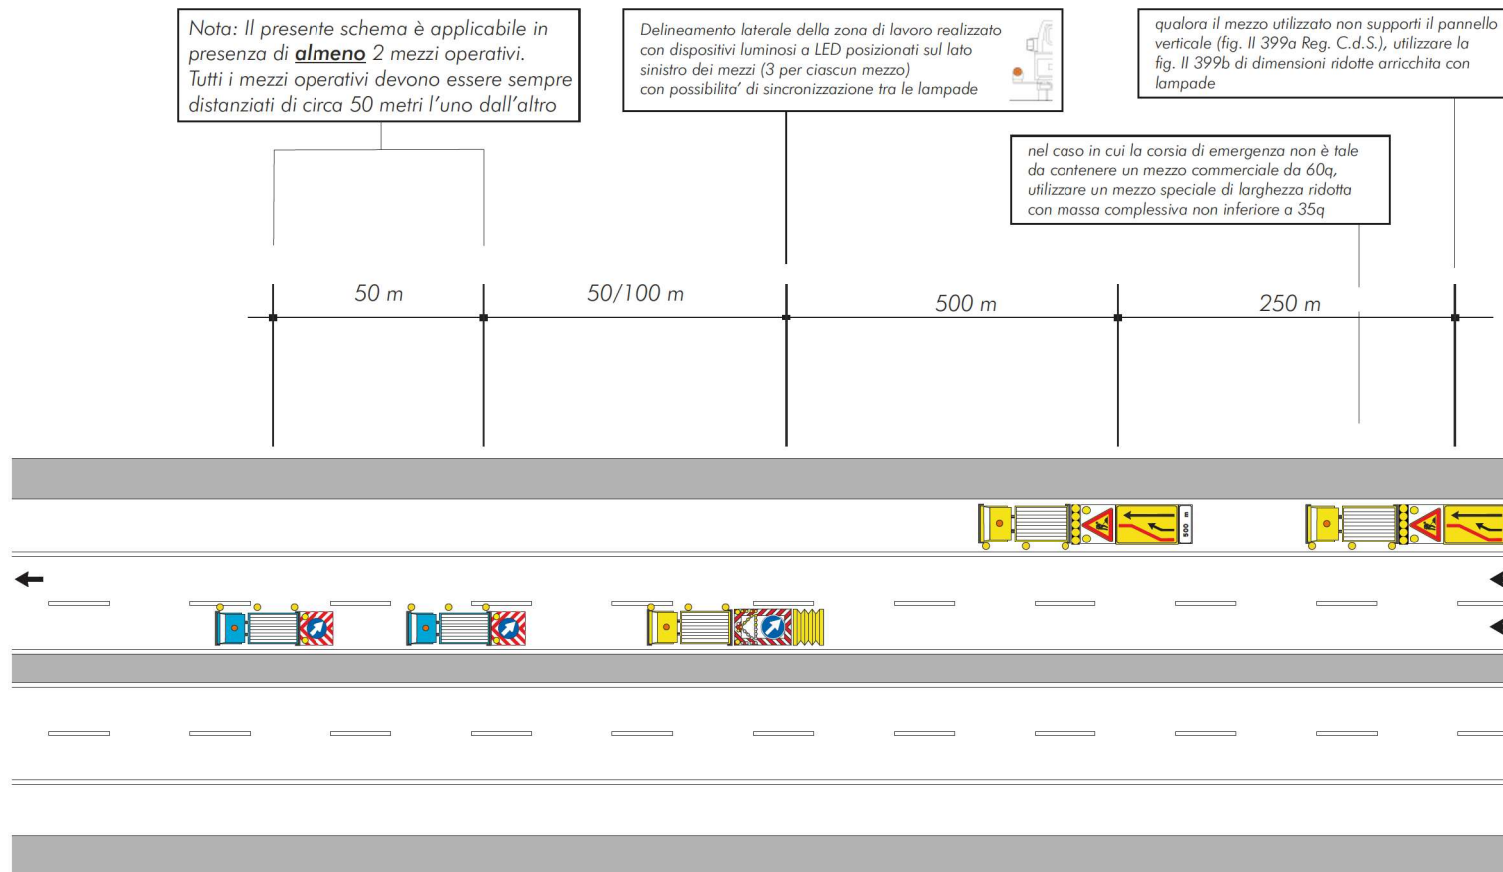 Nota: Il presente schema è applicabile in
presenza di almeno 2 mezzi operativi.
Tutti i mezzi operativi devono essere sempre
distanziati di circa 50 metri l'uno dall'altro
Delineamento laterale della zona di lavoro realizzato
con dispositivi luminosi a LED posizionati sul lato
sinistro dei mezzi (3 per ciascun mezzo)
con possibilita' di sincronizzazione tra le lampade
qualora il mezzo utilizzato non supporti il pannello
verticale (fig. II 399a Reg. C.d.S.), utilizzare la
fig. II 399b di dimensioni ridotte arricchita con
lampade
nel caso in cui la corsia di emergenza non è tale
da contenere un mezzo commerciale da 60q,
utilizzare un mezzo speciale di larghezza ridotta
con massa complessiva non inferiore a 35q
50 m
50/100 m
500 m
250 m
500 m